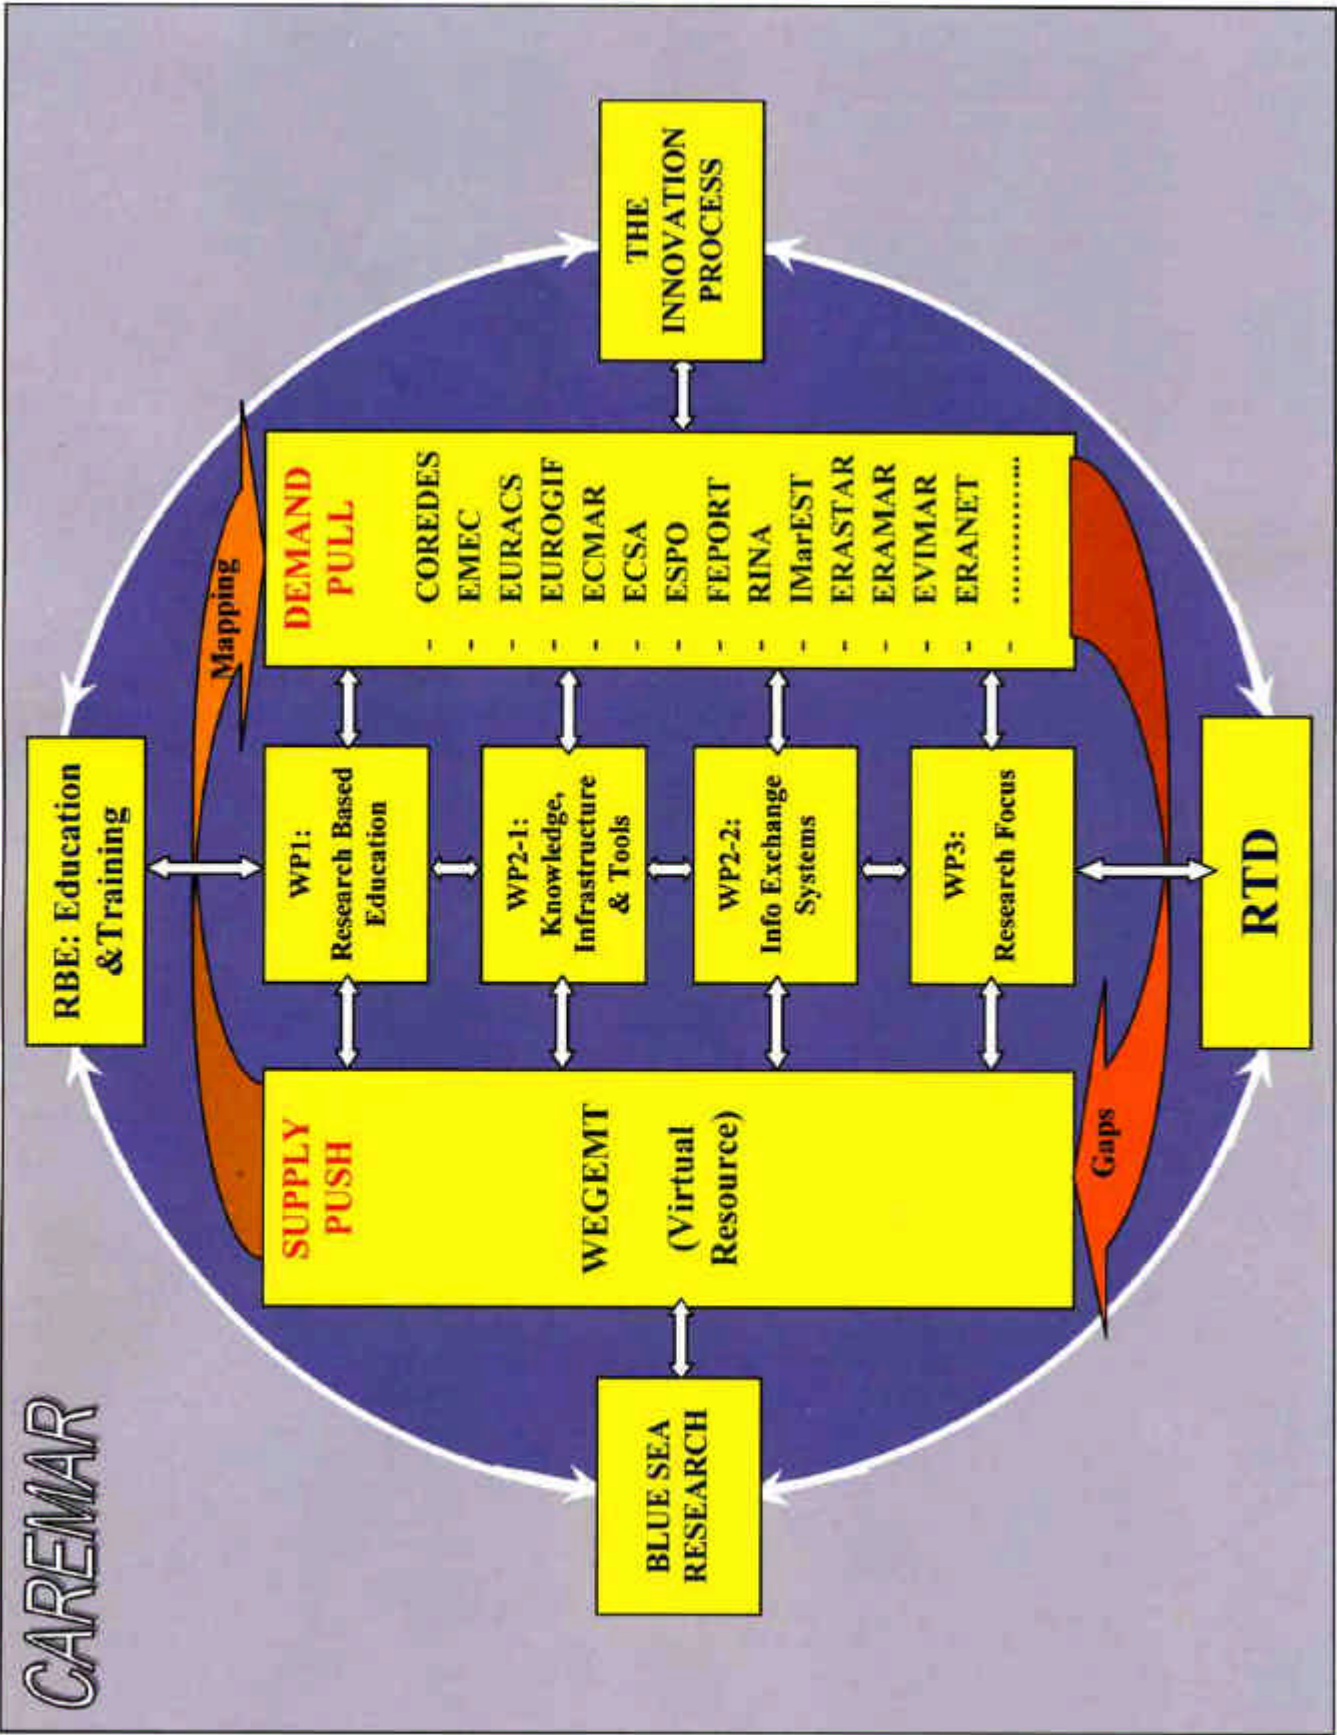 CAREMAR
RBE: Education
&Training
Mapping
SUPPLY
PUSH
WEGEMT
(Virtual
Resource)
WP1:
Research Based
Education
WP2-1:
Knowledge,
Infrastructure
& Tools
WP2-2:
Info Exchange
Systems
WP3:
Research Focus
DEMAND
PULL
- COREDES
- EMEC
- EURACS
- EUROGIF
- ECMAR
- ECSA
- ESPO
- FEPORT
- RINA
- IMarEST
- ERASTAR
- ERAMAR
- EVIMAR
- ERANET
- ..............
BLUE SEA
RESEARCH
THE
INNOVATION
PROCESS
Gaps
RTD